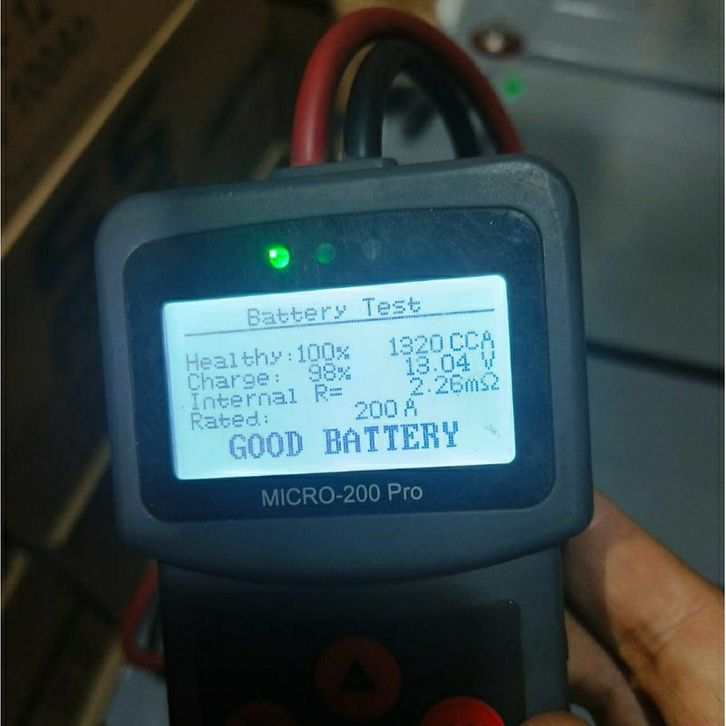 Battery Test
Healthy:100% 1320 CCA
Charge: 98% 13.04 V
Internal R= 2.26mΩ
Rated: 200 A
GOOD BATTERY
MICRO-200 Pro